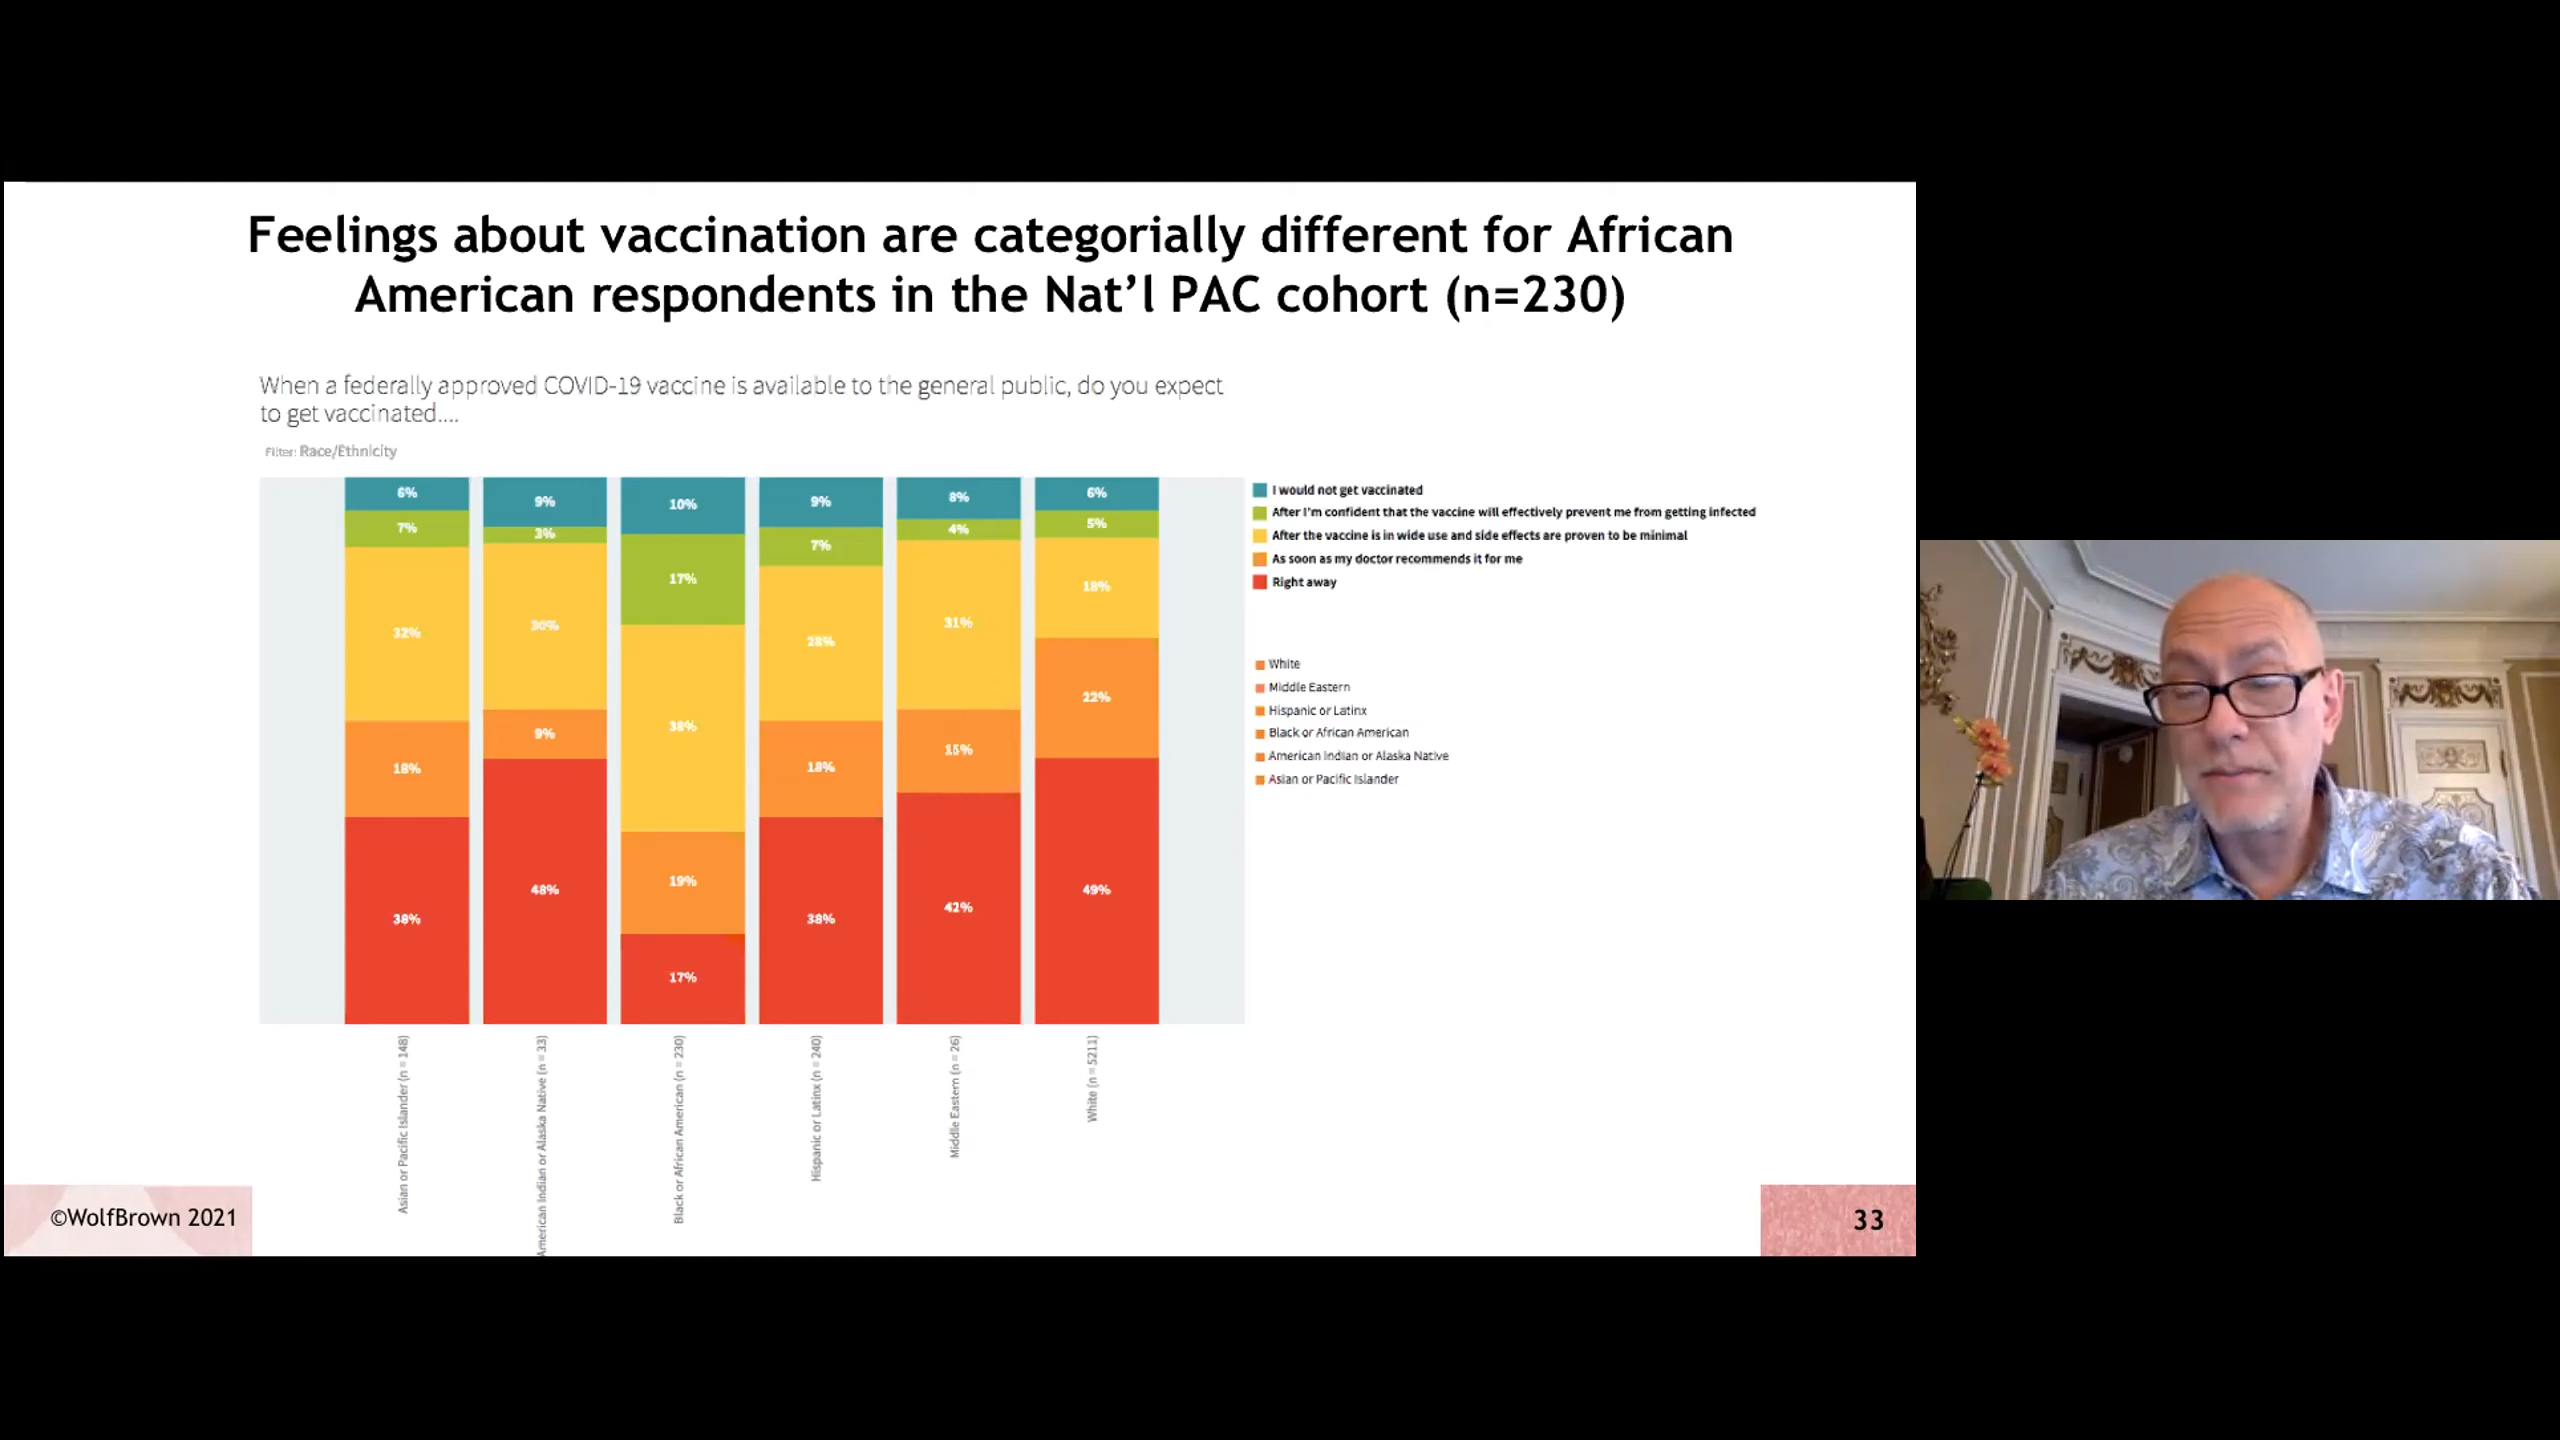 Feelings about vaccination are categorially different for African
American respondents in the Nat'l PAC cohort (n=230)
When a federally approved COVID-19 vaccine is available to the general public, do you expect
to get vaccinated....
Filter: Race/Ethnicity
6%
7%
32%
18%
38%
9%
3%
30%
9%
48%
10%
17%
38%
19%
17%
9%
7%
28%
18%
38%
8%
4%
31%
15%
42%
6%
5%
18%
22%
49%
I would not get vaccinated
After I'm confident that the vaccine will effectively prevent me from getting infected
After the vaccine is in wide use and side effects are proven to be minimal
As soon as my doctor recommends it for me
Right away
White
Middle Eastern
Hispanic or Latinx
Black or African American
American Indian or Alaska Native
Asian or Pacific Islander
Asian or Pacific Islander (n = 148)
American Indian or Alaska Native (n = 33)
Black or African American (n = 230)
Hispanic or Latinx (n = 240)
Middle Eastern (n = 26)
White (n = 5211)
©WolfBrown 2021
33